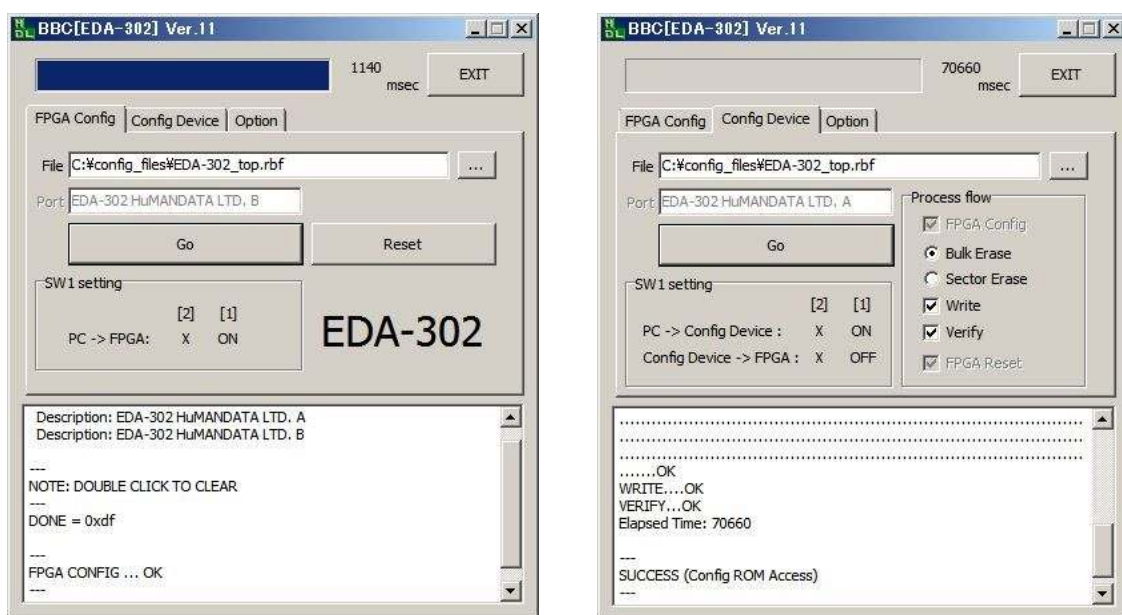 BBC[EDA-302] Ver.11
1140
msec
EXIT
FPGA Config
Config Device
Option
File
C:¥config_files¥EDA-302_top.rbf
...
Port
EDA-302 HuMANDATA LTD. B
Go
Reset
SW1 setting
[2] [1]
PC -> FPGA: X ON
EDA-302
Description: EDA-302 HuMANDATA LTD. A
Description: EDA-302 HuMANDATA LTD. B
---
NOTE: DOUBLE CLICK TO CLEAR
---
DONE = 0xdf
---
FPGA CONFIG ... OK
---
BBC[EDA-302] Ver.11
70660
msec
EXIT
FPGA Config
Config Device
Option
File
C:¥config_files¥EDA-302_top.rbf
...
Port
EDA-302 HuMANDATA LTD. A
Go
SW1 setting
[2] [1]
PC -> Config Device : X ON
Config Device -> FPGA : X OFF
Process flow
FPGA Config
Bulk Erase
Sector Erase
Write
Verify
FPGA Reset
.......OK
WRITE....OK
VERIFY...OK
Elapsed Time: 70660
---
SUCCESS (Config ROM Access)
---